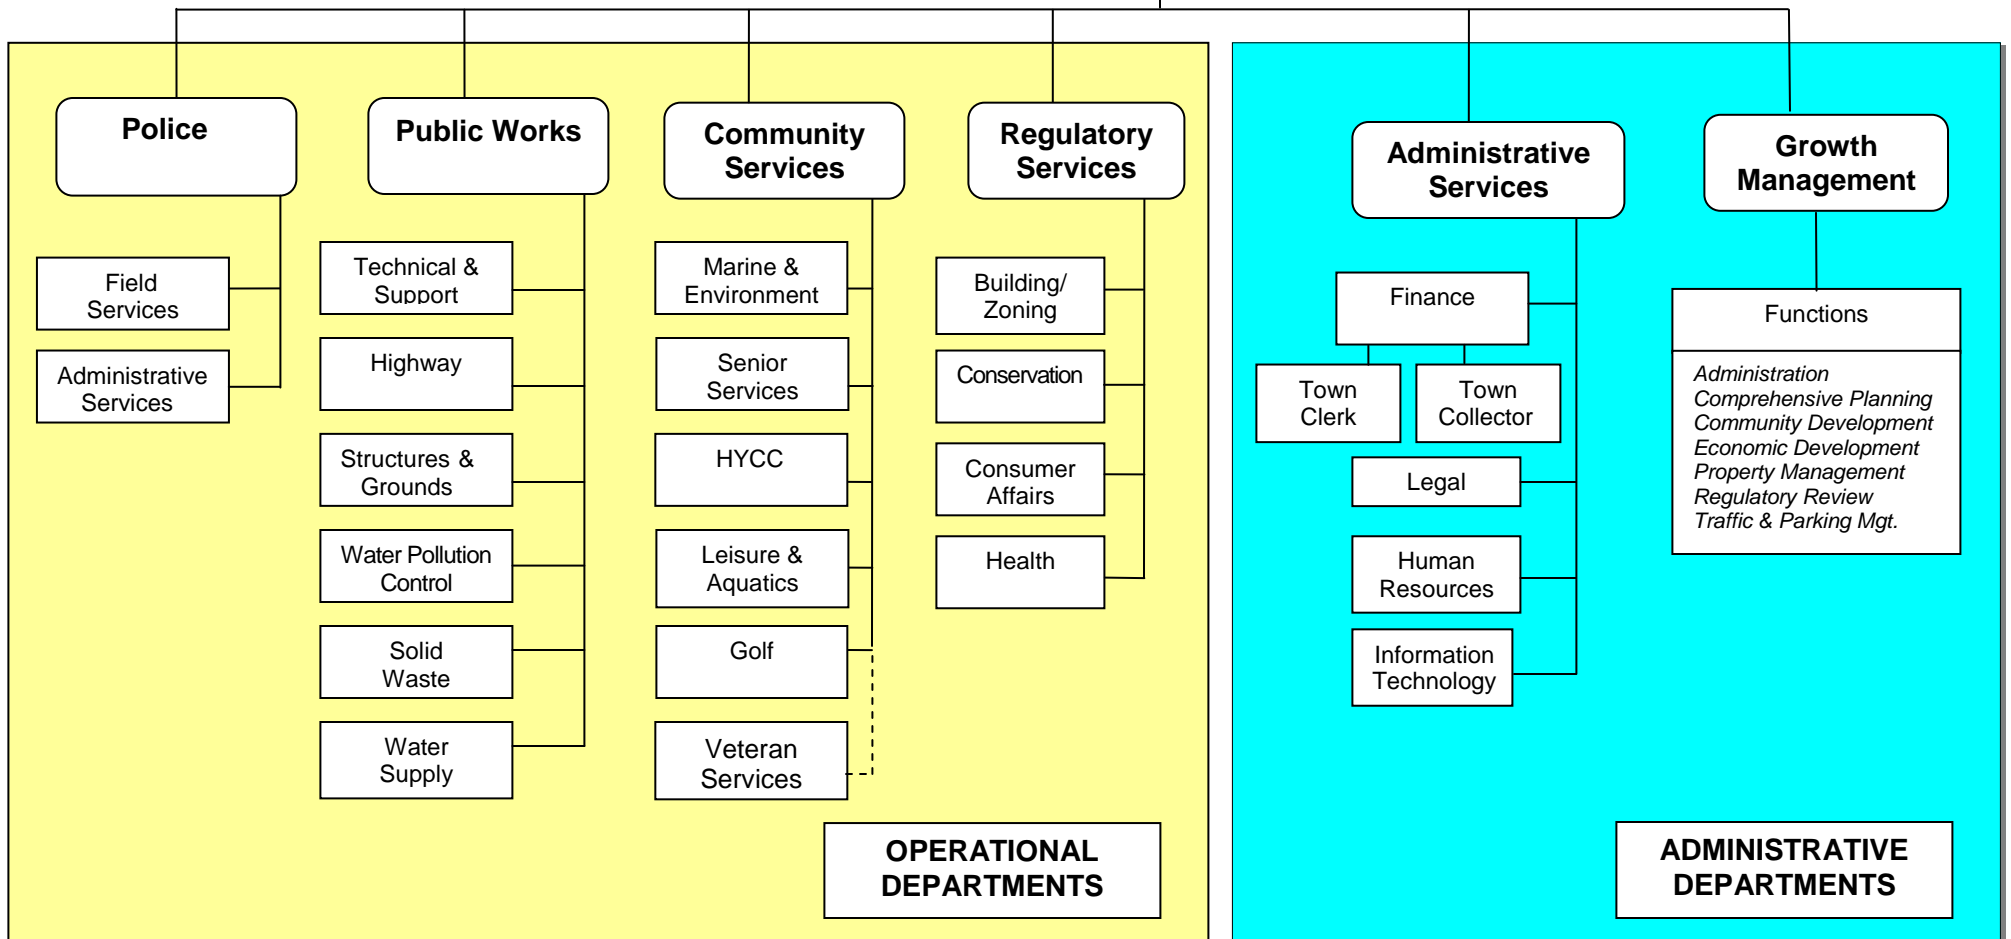 Police
Public Works
Community
Services
Regulatory
Services
Administrative
Services
Growth
Management
Field
Services
Administrative
Services
Technical &
Support
Highway
Structures &
Grounds
Water Pollution
Control
Solid
Waste
Water
Supply
Marine &
Environment
Senior
Services
HYCC
Leisure &
Aquatics
Golf
Veteran
Services
Building/
Zoning
Conservation
Consumer
Affairs
Health
Finance
Town
Clerk
Town
Collector
Legal
Human
Resources
Information
Technology
Functions
Administration
Comprehensive Planning
Community Development
Economic Development
Property Management
Regulatory Review
Traffic & Parking Mgt.
OPERATIONAL
DEPARTMENTS
ADMINISTRATIVE
DEPARTMENTS